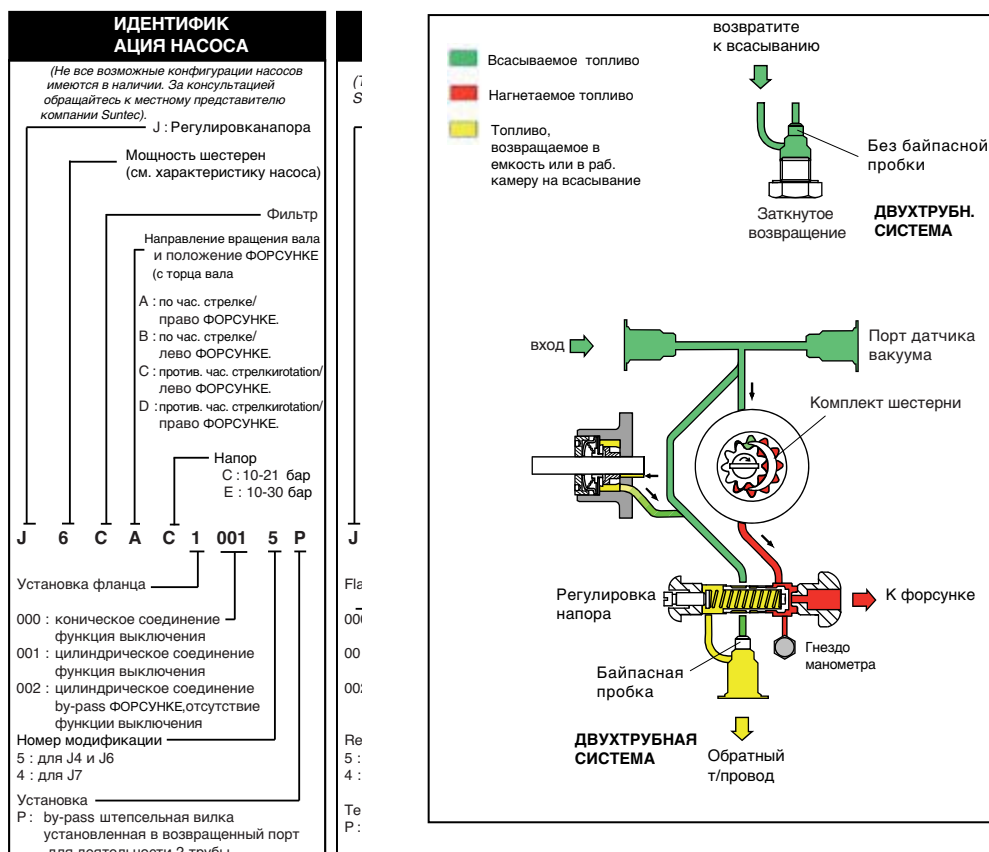 ИДЕНТИФИК
АЦИЯ НАСОСА
(Не все возможные конфигурации насосов
имеются в наличии. За консультацией
обращайтесь к местному представителю
компании Suntec).
J : Регулировканапора
Мощность шестерен
(см. характеристику насоса)
Фильтр
Направление вращения вала
и положение ФОРСУНКЕ
(с торца вала
A : по час. стрелке/
право ФОРСУНКЕ.
B : по час. стрелке/
лево ФОРСУНКЕ.
C : против. час. стрелкиrotation/
лево ФОРСУНКЕ.
D : против. час. стрелкиrotation/
право ФОРСУНКЕ.
Напор
C : 10-21 бар
E : 10-30 бар
J 6 C A C 1 001 5 P
Установка фланца
000 : коническое соединение
функция выключения
001 : цилиндрическое соединение
функция выключения
002 : цилиндрическое соединение
by-pass ФОРСУНКЕ,отсутствие
функции выключения
Номер модификации
5 : для J4 и J6
4 : для J7
Установка
P : by-pass штепсельная вилка
установленная в возвращенный порт
для деятельности 2 трубы
J
Fla
00
Re
5 :
4 :
Te
P :
Всасываемое топливо
Нагнетаемое топливо
Топливо,
возвращаемое в
емкость или в раб.
камеру на всасывание
возвратите
к всасыванию
Без байпасной
пробки
Заткнутое
возвращение
ДВУХТРУБН.
СИСТЕМА
вход
Порт датчика
вакуума
Комплект шестерни
Регулировка
напора
К форсунке
Гнездо
манометра
Байпасная
пробка
ДВУХТРУБНАЯ
СИСТЕМА
Обратный
т/провод